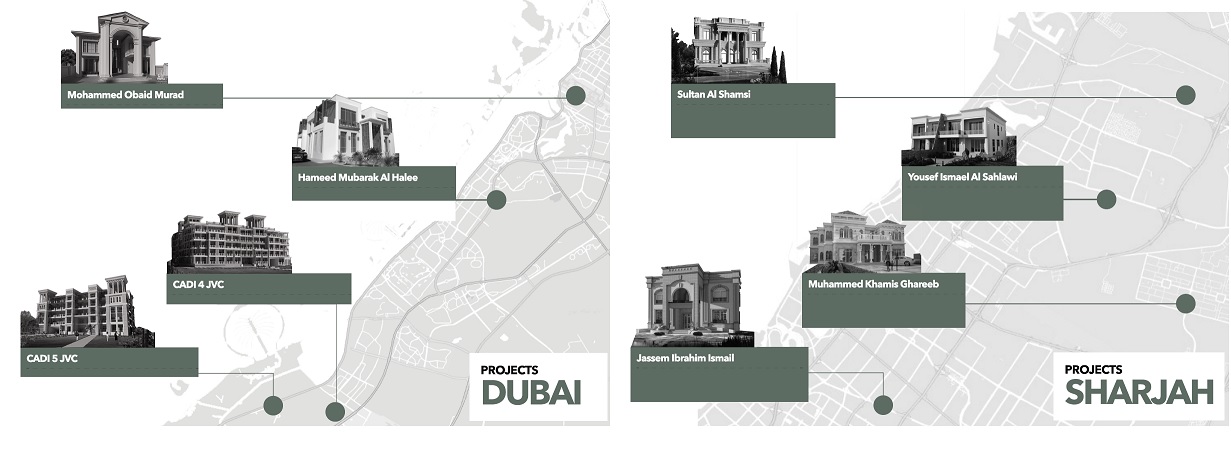 Mohammed Obaid Murad
Hameed Mubarak Al Halee
CADI 4 JVC
CADI 5 JVC
PROJECTS
DUBAI
Sultan Al Shamsi
Yousef Ismael Al Sahlawi
Muhammed Khamis Ghareeb
Jassem Ibrahim Ismail
PROJECTS
SHARJAH